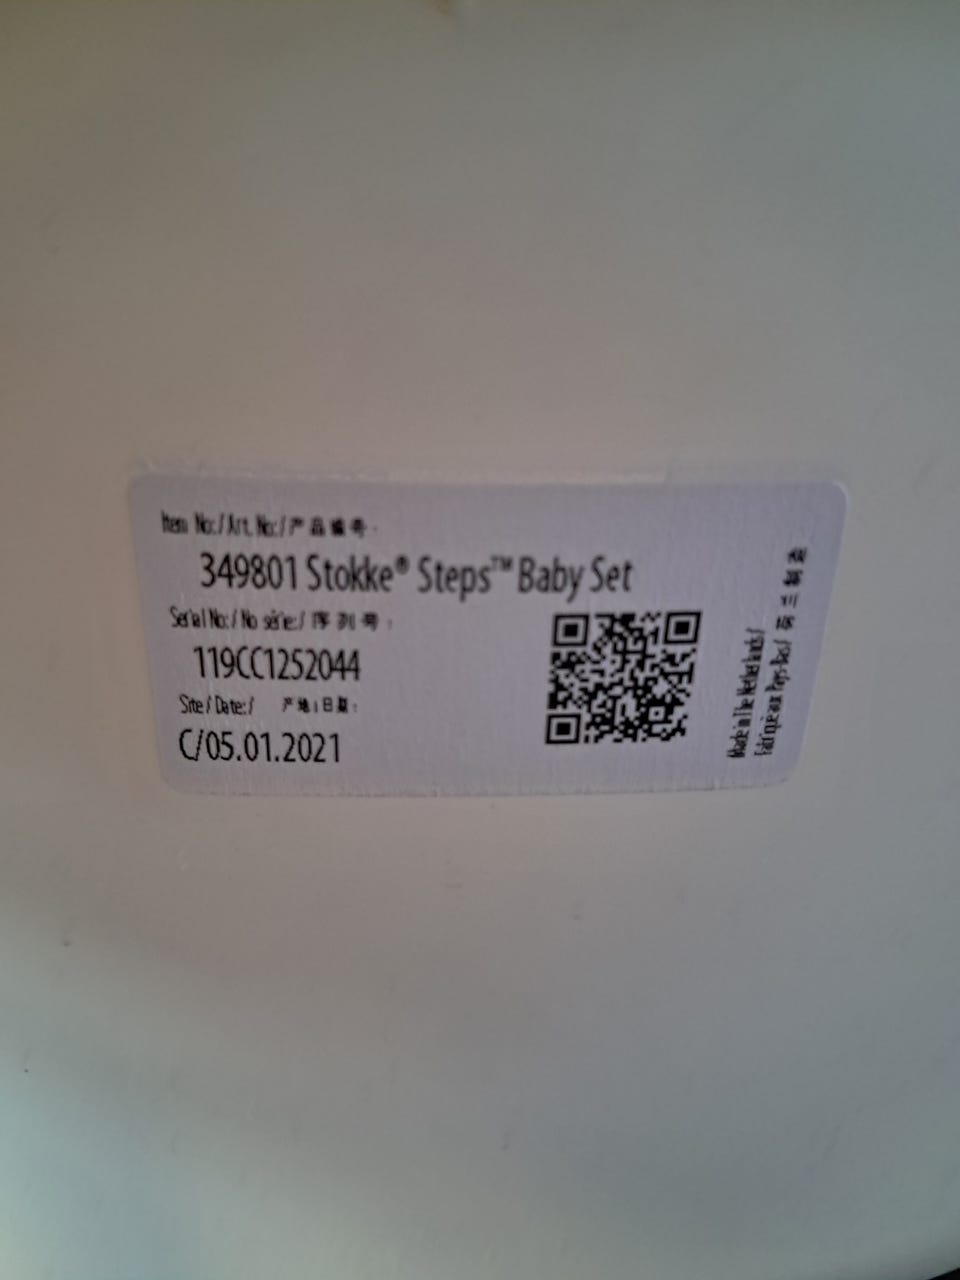 Item No:/Art. No:/产品编号:
349801 Stokke® Steps™ Baby Set
Serial No:/No série:/序列号:
119CC1252044
Site/Date:/ 产地/日期:
C/05.01.2021
Made in The Netherlands/
Fabriqué aux Pays-Bas/ 荷兰制造